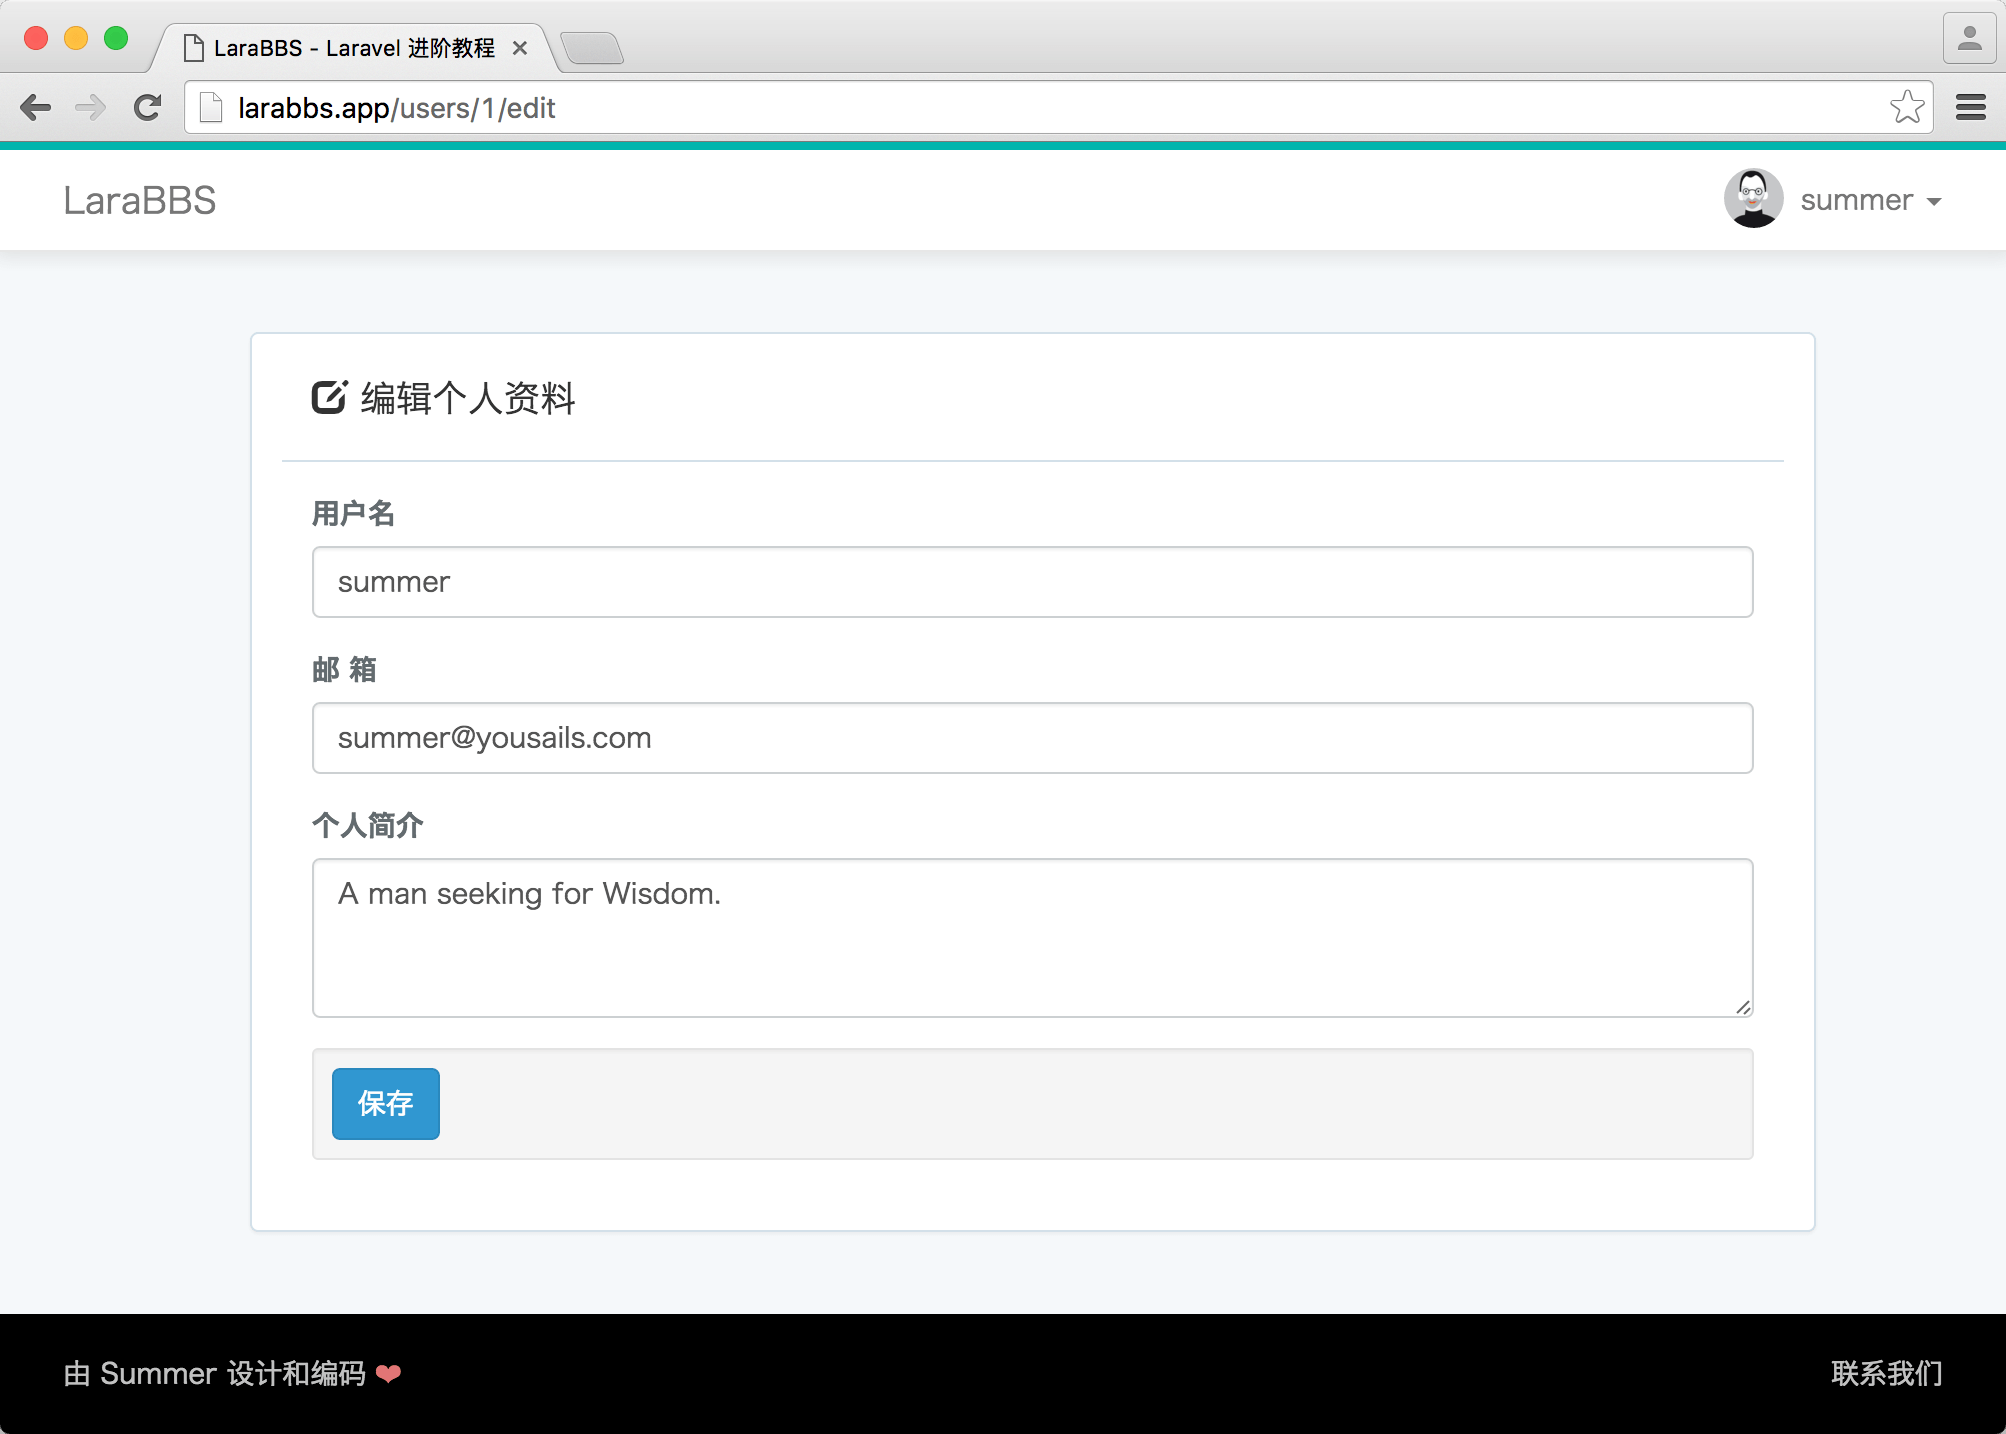 LaraBBS - Laravel 进阶教程
larabbs.app/users/1/edit
LaraBBS
summer
编辑个人资料
用户名
summer
邮 箱
summer@yousails.com
个人简介
A man seeking for Wisdom.
保存
由 Summer 设计和编码 ❤
联系我们